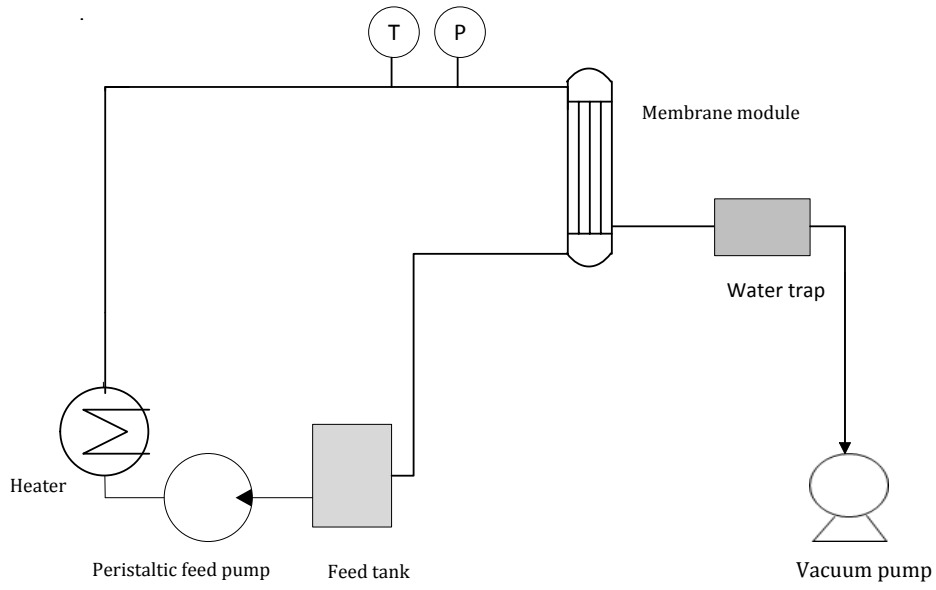 T
P
Membrane module
Water trap
Heater
Peristaltic feed pump
Feed tank
Vacuum pump